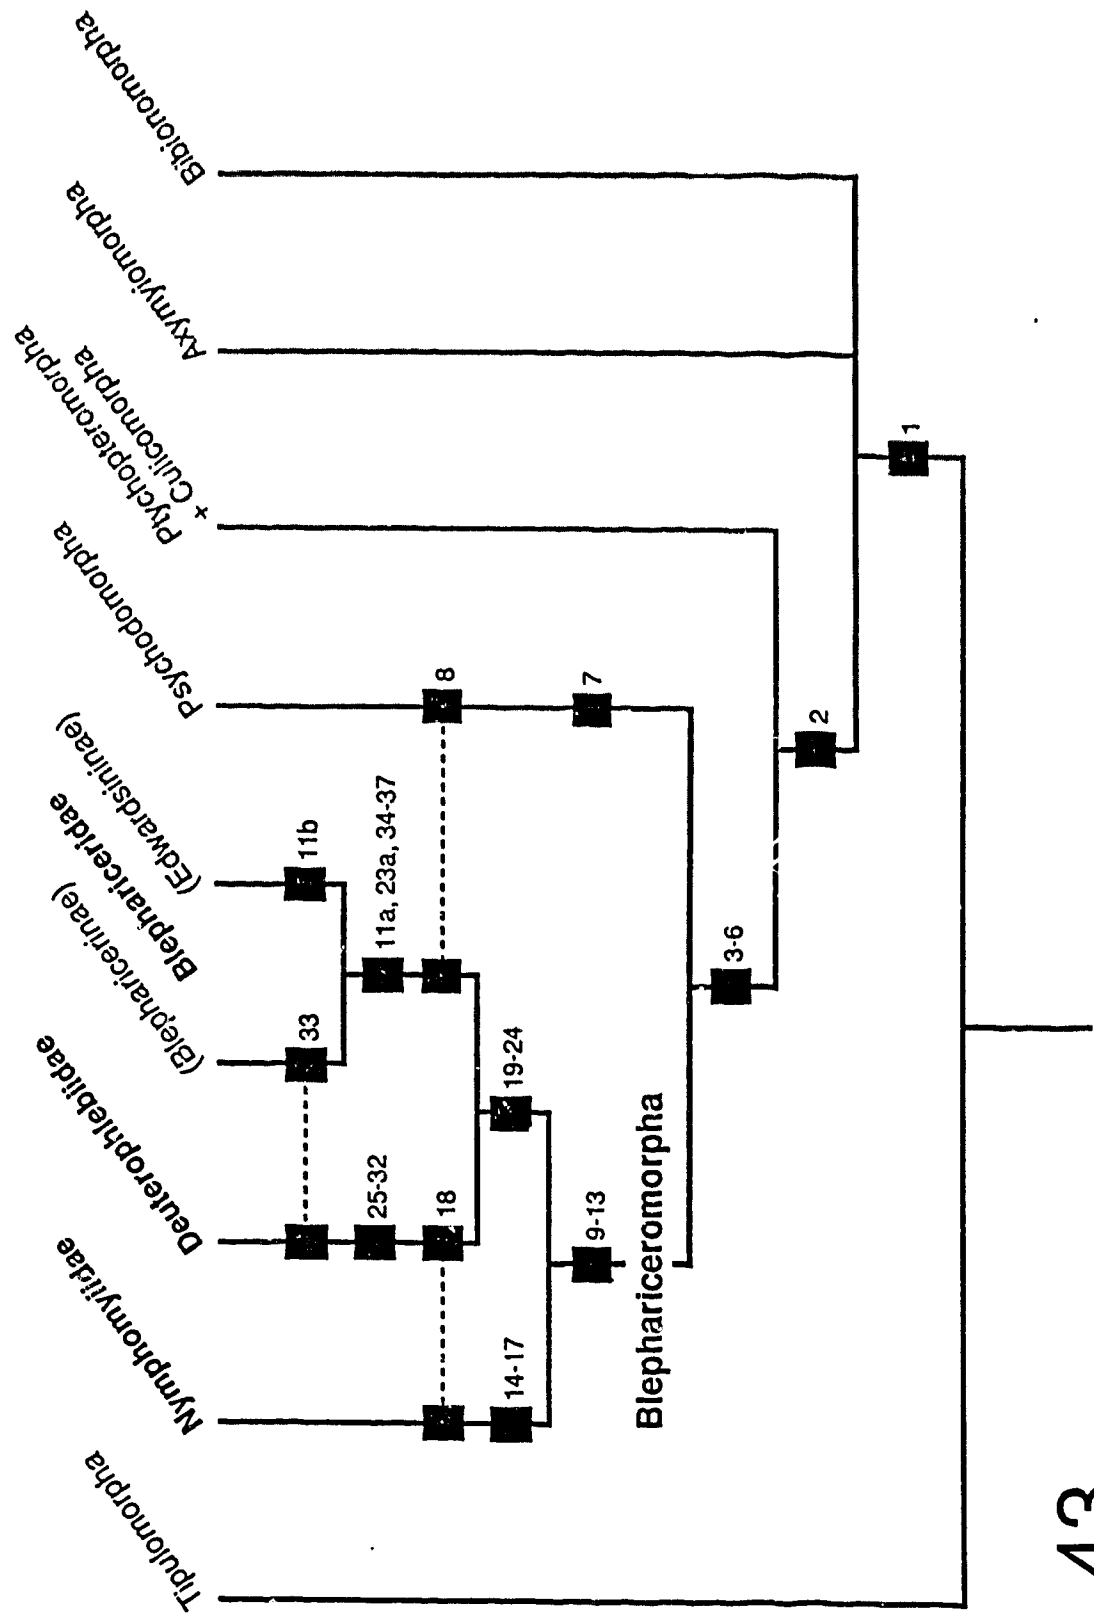 Tipulomorpha
Nymphomyiidae
Deuterophlebiidae
(Blepharicerinae)
Blephariceridae
(Edwardsininae)
Psychodomorpha
Ptychopteromorpha
+ Culicomorpha
Axymyiomorpha
Bibionomorpha
33
11b
25-32
11a, 23a, 34-37
18
8
14-17
19-24
9-13
7
Blephariceromorpha
3-6
2
1
43